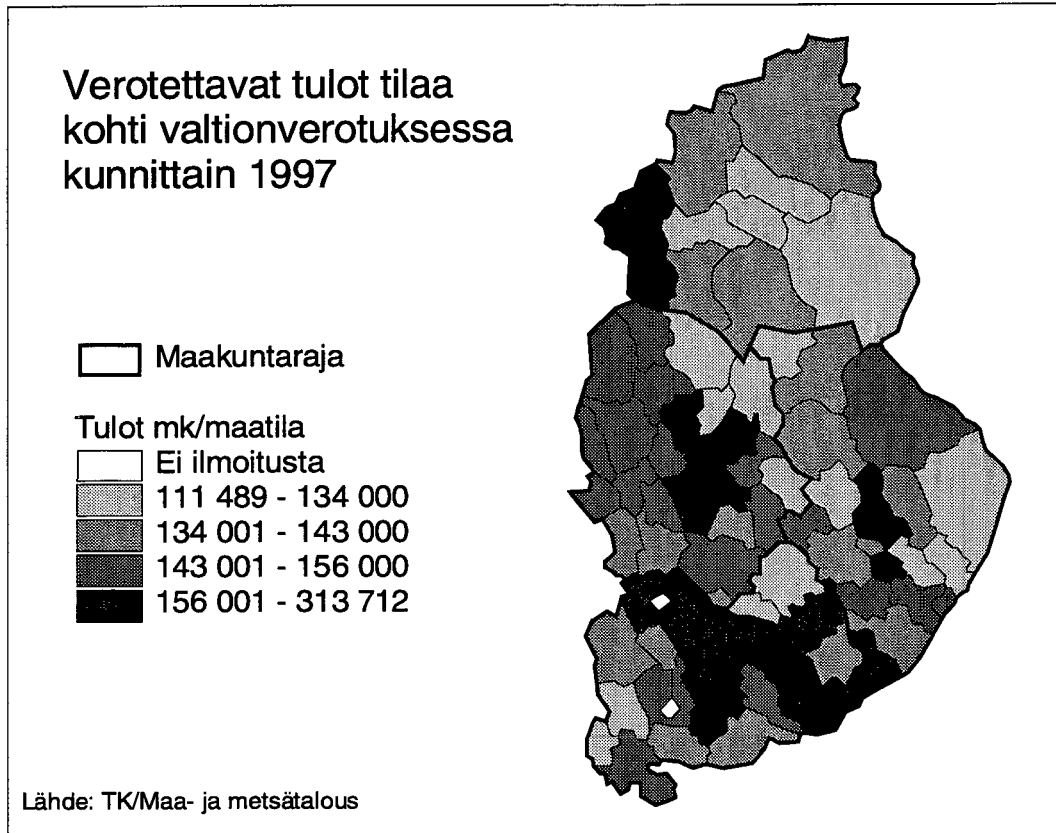 Verotettavat tulot tilaa
kohti valtionverotuksessa
kunnittain 1997
Maakuntaraja
Tulot mk/maatila
Ei ilmoitusta
111 489 - 134 000
134 001 - 143 000
143 001 - 156 000
156 001 - 313 712
Lähde: TK/Maa- ja metsätalous